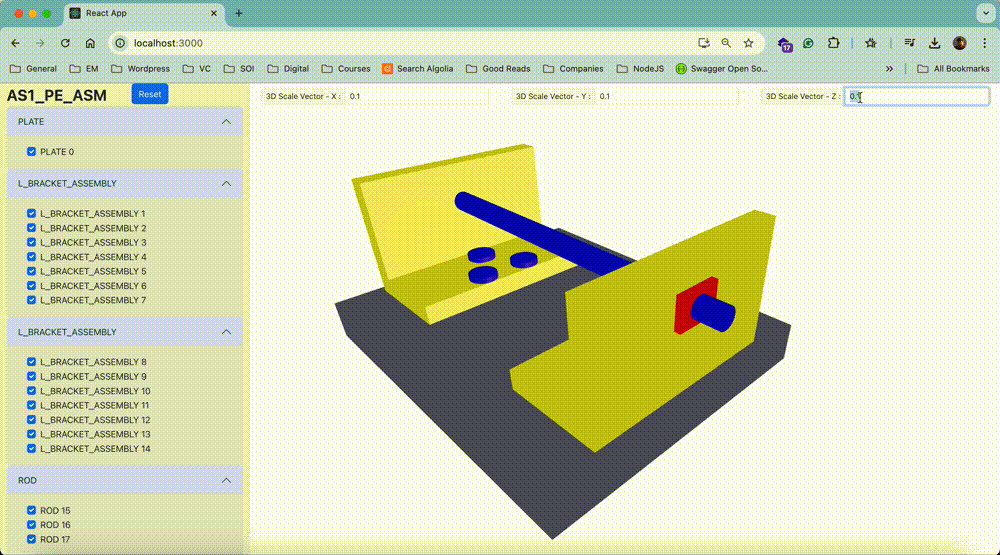 React App
localhost:3000
17
General EM Wordpress VC SOI Digital Courses Search Algolia Good Reads Companies NodeJS Swagger Open So... » All Bookmarks
AS1_PE_ASM Reset
3D Scale Vector - X : 0.1 3D Scale Vector - Y : 0.1 3D Scale Vector - Z : 0.1
PLATE
PLATE 0
L_BRACKET_ASSEMBLY
L_BRACKET_ASSEMBLY 1
L_BRACKET_ASSEMBLY 2
L_BRACKET_ASSEMBLY 3
L_BRACKET_ASSEMBLY 4
L_BRACKET_ASSEMBLY 5
L_BRACKET_ASSEMBLY 6
L_BRACKET_ASSEMBLY 7
L_BRACKET_ASSEMBLY
L_BRACKET_ASSEMBLY 8
L_BRACKET_ASSEMBLY 9
L_BRACKET_ASSEMBLY 10
L_BRACKET_ASSEMBLY 11
L_BRACKET_ASSEMBLY 12
L_BRACKET_ASSEMBLY 13
L_BRACKET_ASSEMBLY 14
ROD
ROD 15
ROD 16
ROD 17